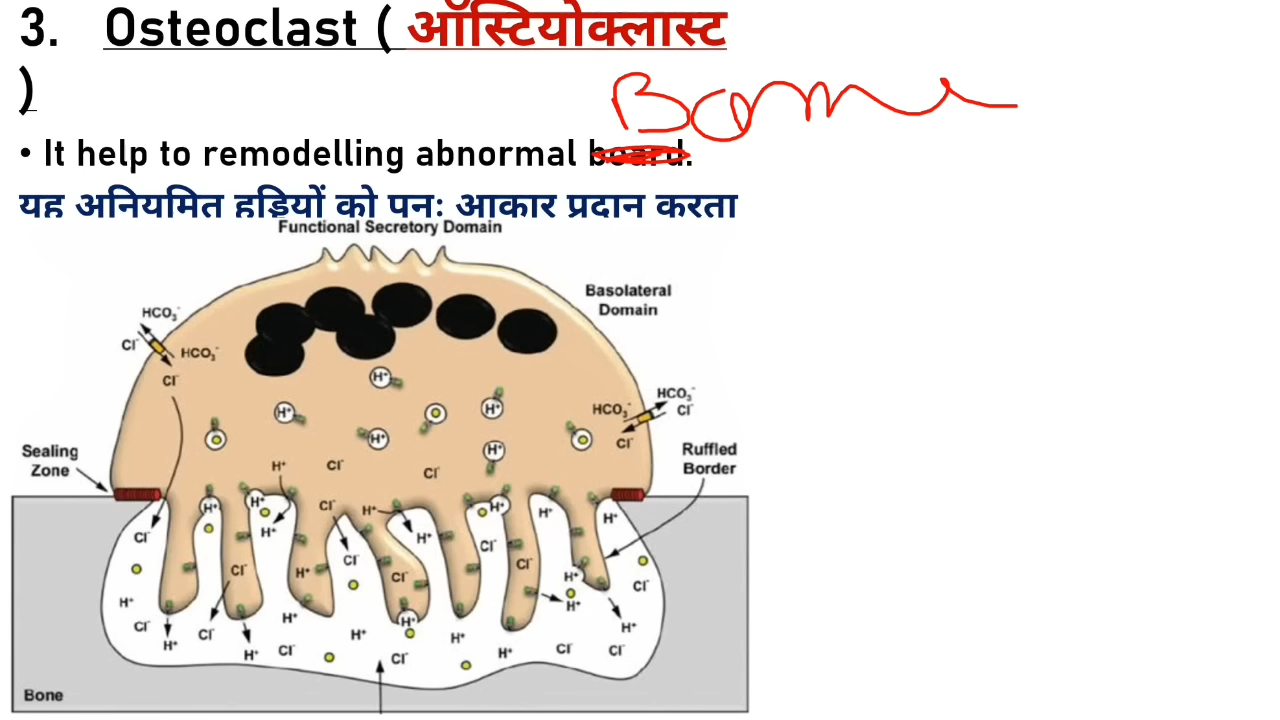 3. Osteoclast ( ऑस्टियोक्लास्ट
)
Bone
• It help to remodelling abnormal board.
यह अनियमित हड्डियों को पुनः आकार प्रदान करता
Functional Secretory Domain
Basolateral
Domain
HCO₃⁻
Cl⁻
HCO₃⁻
Cl⁻
H⁺
H⁺
H⁺
H⁺
H⁺
HCO₃⁻
HCO₃⁻
Cl⁻
Cl⁻
Sealing
Zone
Ruffled
Border
H⁺
Cl⁻
Cl⁻
H⁺
H⁺
Cl⁻
H⁺
H⁺
H⁺
H⁺
Cl⁻
H⁺
H⁺
Cl⁻
Cl⁻
Cl⁻
Cl⁻
H⁺
Cl⁻
Cl⁻
H⁺
Cl⁻
H⁺
H⁺
H⁺
H⁺
Cl⁻
Cl⁻
H⁺
H⁺
H⁺
H⁺
H⁺
Cl⁻
Cl⁻
H⁺
Cl⁻
Cl⁻
Bone